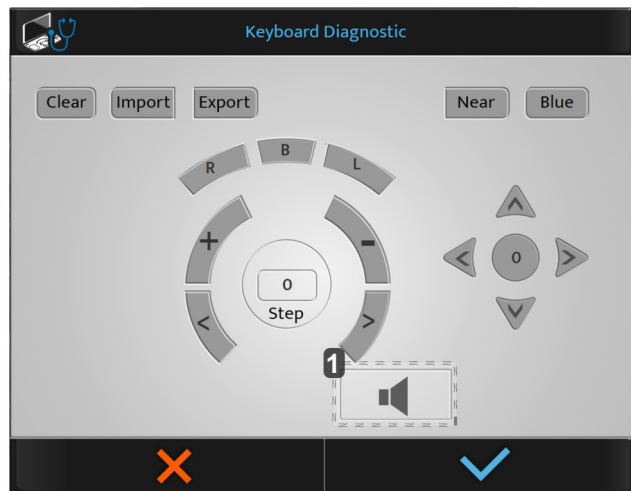 Keyboard Diagnostic
Clear Import Export Near Blue
R B L
+ -
0
Step
0
< >
1